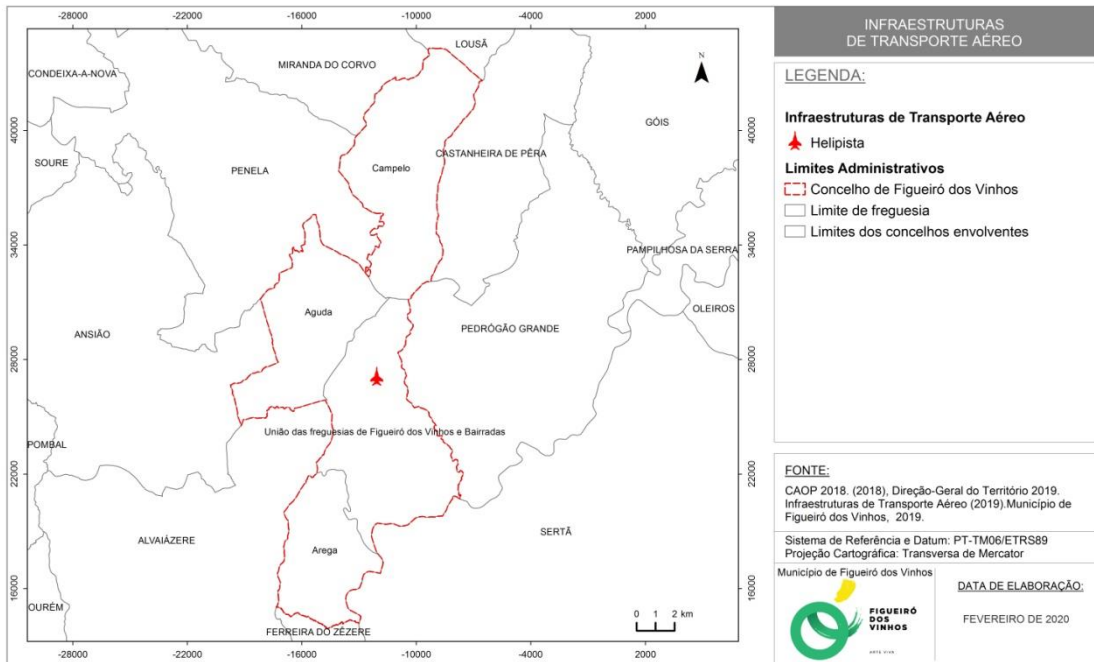 -28000 -22000 -16000 -10000 -4000 2000
LOUSÃ
MIRANDA DO CORVO
CONDEIXA-A-NOVA
N
GÓIS
40000 40000
SOURE
PENELA
Campelo
CASTANHEIRA DE PÊRA
34000 34000
PAMPILHOSA DA SERRA
OLEIROS
Aguda
ANSIÃO
PEDRÓGÃO GRANDE
28000 28000
União das freguesias de Figueiró dos Vinhos e Bairradas
POMBAL
22000 22000
SERTÃ
ALVAIÁZERE
Arega
16000 16000
OURÉM
0 1 2 km
FERREIRA DO ZÊZERE
-28000 -22000 -16000 -10000 -4000 2000
INFRAESTRUTURAS
DE TRANSPORTE AÉREO
LEGENDA:
Infraestruturas de Transporte Aéreo
Helipista
Limites Administrativos
Concelho de Figueiró dos Vinhos
Limite de freguesia
Limites dos concelhos envolventes
FONTE:
CAOP 2018. (2018), Direção-Geral do Território 2019.
Infraestruturas de Transporte Aéreo (2019).Município de
Figueiró dos Vinhos, 2019.
Sistema de Referência e Datum: PT-TM06/ETRS89
Projeção Cartográfica: Transversa de Mercator
Município de Figueiró dos Vinhos
FIGUEIRÓ
DOS
VINHOS
ARTE VIVA
DATA DE ELABORAÇÃO:
FEVEREIRO DE 2020